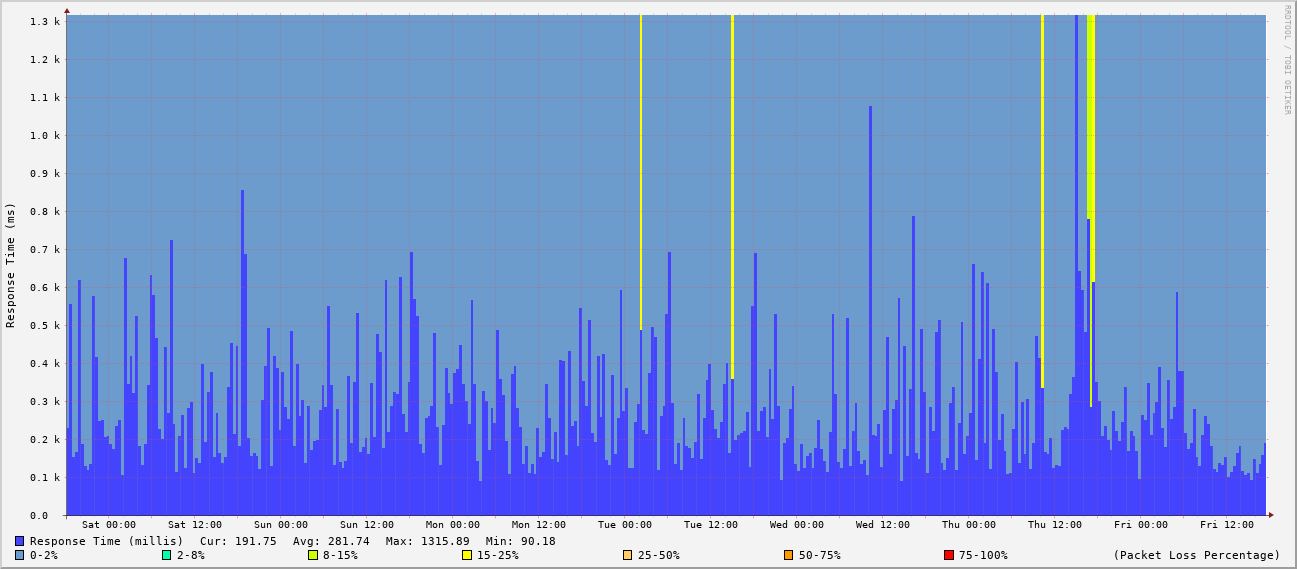 RRDTOOL / TOBI OETIKER
Response Time (ms)
1.3 k
1.2 k
1.1 k
1.0 k
0.9 k
0.8 k
0.7 k
0.6 k
0.5 k
0.4 k
0.3 k
0.2 k
0.1 k
0.0
Sat 00:00 Sat 12:00 Sun 00:00 Sun 12:00 Mon 00:00 Mon 12:00 Tue 00:00 Tue 12:00 Wed 00:00 Wed 12:00 Thu 00:00 Thu 12:00 Fri 00:00 Fri 12:00
Response Time (millis) Cur: 191.75 Avg: 281.74 Max: 1315.89 Min: 90.18
0-2% 2-8% 8-15% 15-25% 25-50% 50-75% 75-100% (Packet Loss Percentage)